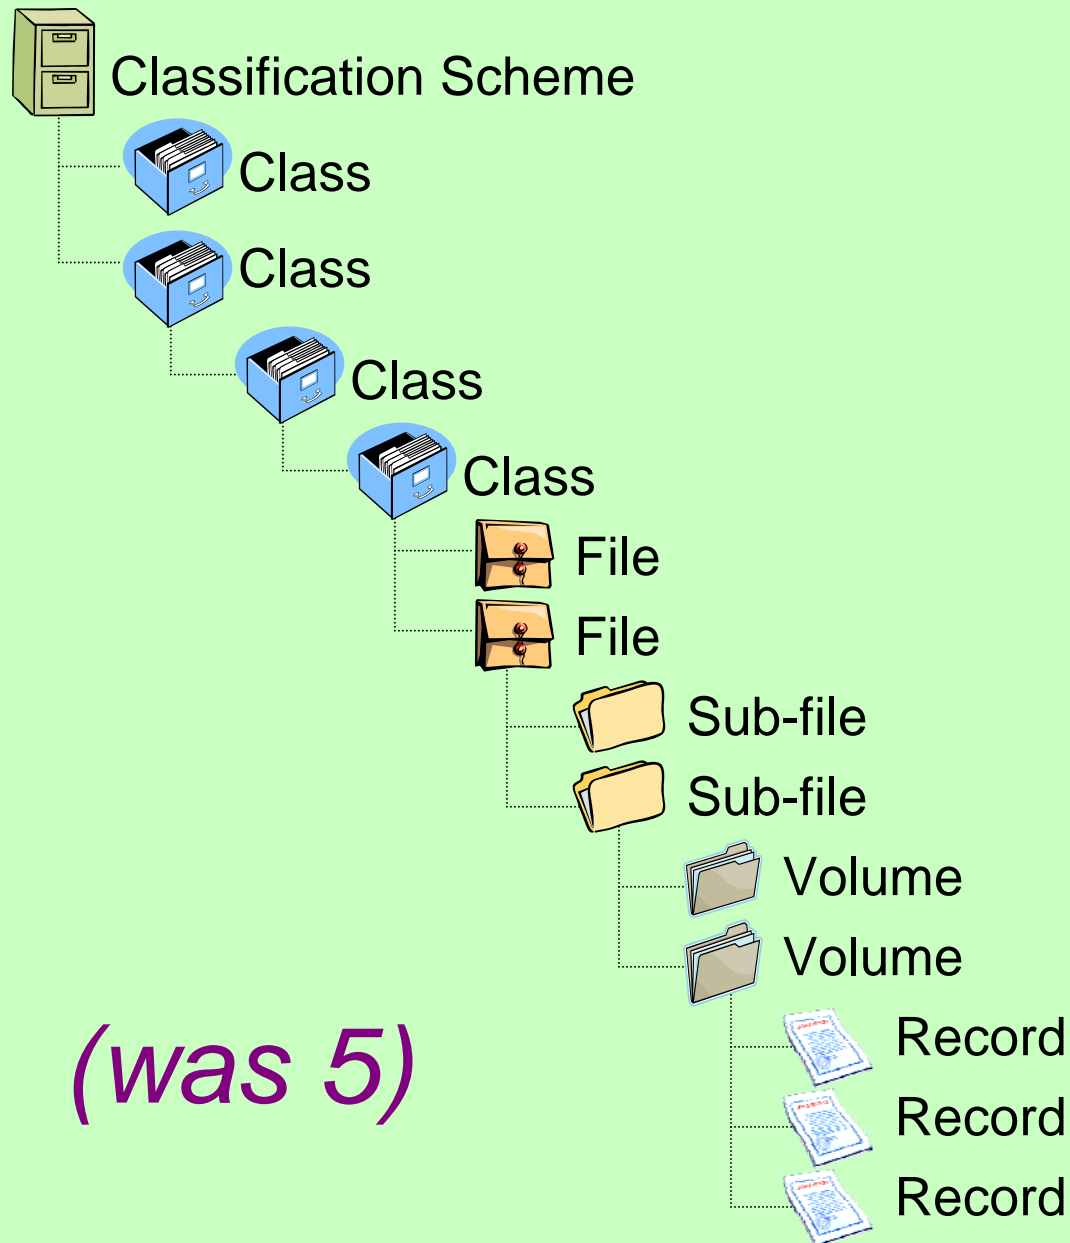 Classification Scheme
Class
Class
Class
Class
File
File
Sub-file
Sub-file
Volume
Volume
Record
(was 5)
Record
Record